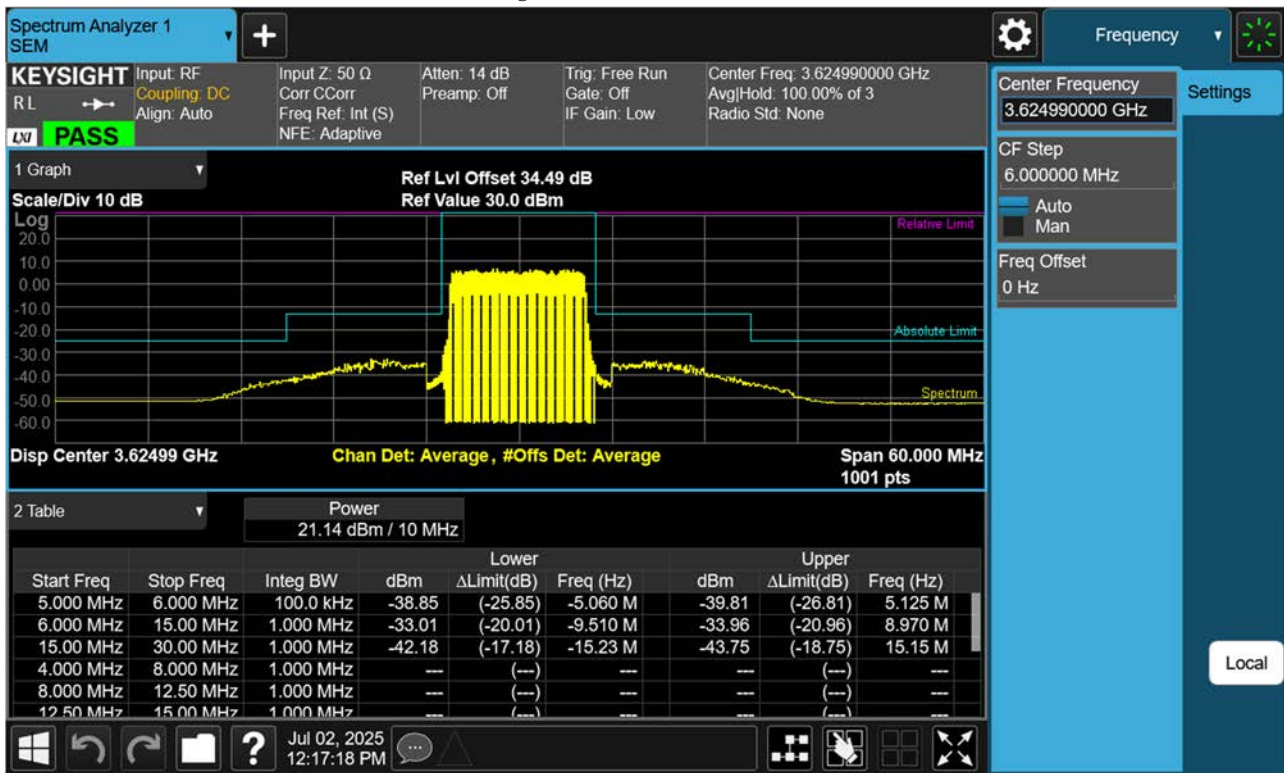 Spectrum Analyzer 1
SEM
Frequency
KEYSIGHT
RL
LXI
PASS
Input: RF
Coupling: DC
Align: Auto
Input Z: 50 Ω
Corr CCorr
Freq Ref: Int (S)
NFE: Adaptive
Atten: 14 dB
Preamp: Off
Trig: Free Run
Gate: Off
IF Gain: Low
Center Freq: 3.624990000 GHz
Avg|Hold: 100.00% of 3
Radio Std: None
Center Frequency
3.624990000 GHz
Settings
CF Step
6.000000 MHz
Auto
Man
Freq Offset
0 Hz
1 Graph
Scale/Div 10 dB
Ref Lvl Offset 34.49 dB
Ref Value 30.0 dBm
Log
20.0
10.0
0.00
-10.0
-20.0
-30.0
-40.0
-50.0
-60.0
Relative Limit
Absolute Limit
Spectrum
Disp Center 3.62499 GHz
Chan Det: Average , #Offs Det: Average
Span 60.000 MHz
1001 pts
2 Table
Power
21.14 dBm / 10 MHz
Lower Upper
Start Freq Stop Freq Integ BW dBm ΔLimit(dB) Freq (Hz) dBm ΔLimit(dB) Freq (Hz)
5.000 MHz 6.000 MHz 100.0 kHz -38.85 (-25.85) -5.060 M -39.81 (-26.81) 5.125 M
6.000 MHz 15.00 MHz 1.000 MHz -33.01 (-20.01) -9.510 M -33.96 (-20.96) 8.970 M
15.00 MHz 30.00 MHz 1.000 MHz -42.18 (-17.18) -15.23 M -43.75 (-18.75) 15.15 M
4.000 MHz 8.000 MHz 1.000 MHz --- (---) --- --- (---) ---
8.000 MHz 12.50 MHz 1.000 MHz --- (---) --- --- (---) ---
12.50 MHz 15.00 MHz 1.000 MHz --- (---) --- --- (---) ---
Local
?
Jul 02, 2025
12:17:18 PM